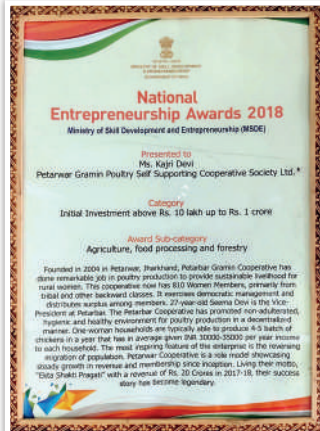 MINISTRY OF SKILL DEVELOPMENT
& ENTREPRENEURSHIP
GOVERNMENT OF INDIA
National
Entrepreneurship Awards 2018
Ministry of Skill Development and Entrepreneurship (MSDE)
Presented to
Ms. Kajri Devi
Petarwar Gramin Poultry Self Supporting Cooperative Society Ltd.*
Category
Initial Investment above Rs. 10 lakh up to Rs. 1 crore
Award Sub-category
Agriculture, food processing and forestry
Founded in 2004 in Petarwar, Jharkhand, Petarbar Gramin Cooperative has
done remarkable job in poultry production to provide sustainable livelihood for
rural women. This cooperative now has 810 Women Members, primarily from
tribal and other backward classes. It exercises democratic management and
distributes surplus among members. 27-year-old Seema Devi is the Vice-
President at Petarbar. The Petarbar Cooperative has promoted non-adulterated,
hygienic and healthy environment for poultry production in a decentralized
manner. One-woman households are typically able to produce 4-5 batch of
chickens in a year that has in average given INR 30000-35000 per year income
to each household. The most inspiring feature of the enterprise is the reversing
migration of population. Petarwar Cooperative is a role model showcasing
steady growth in revenue and membership since inception. Living their motto,
"Ekta Shakti Pragati" with a revenue of Rs. 20 Crores in 2017-18, their success
story has become legendary.